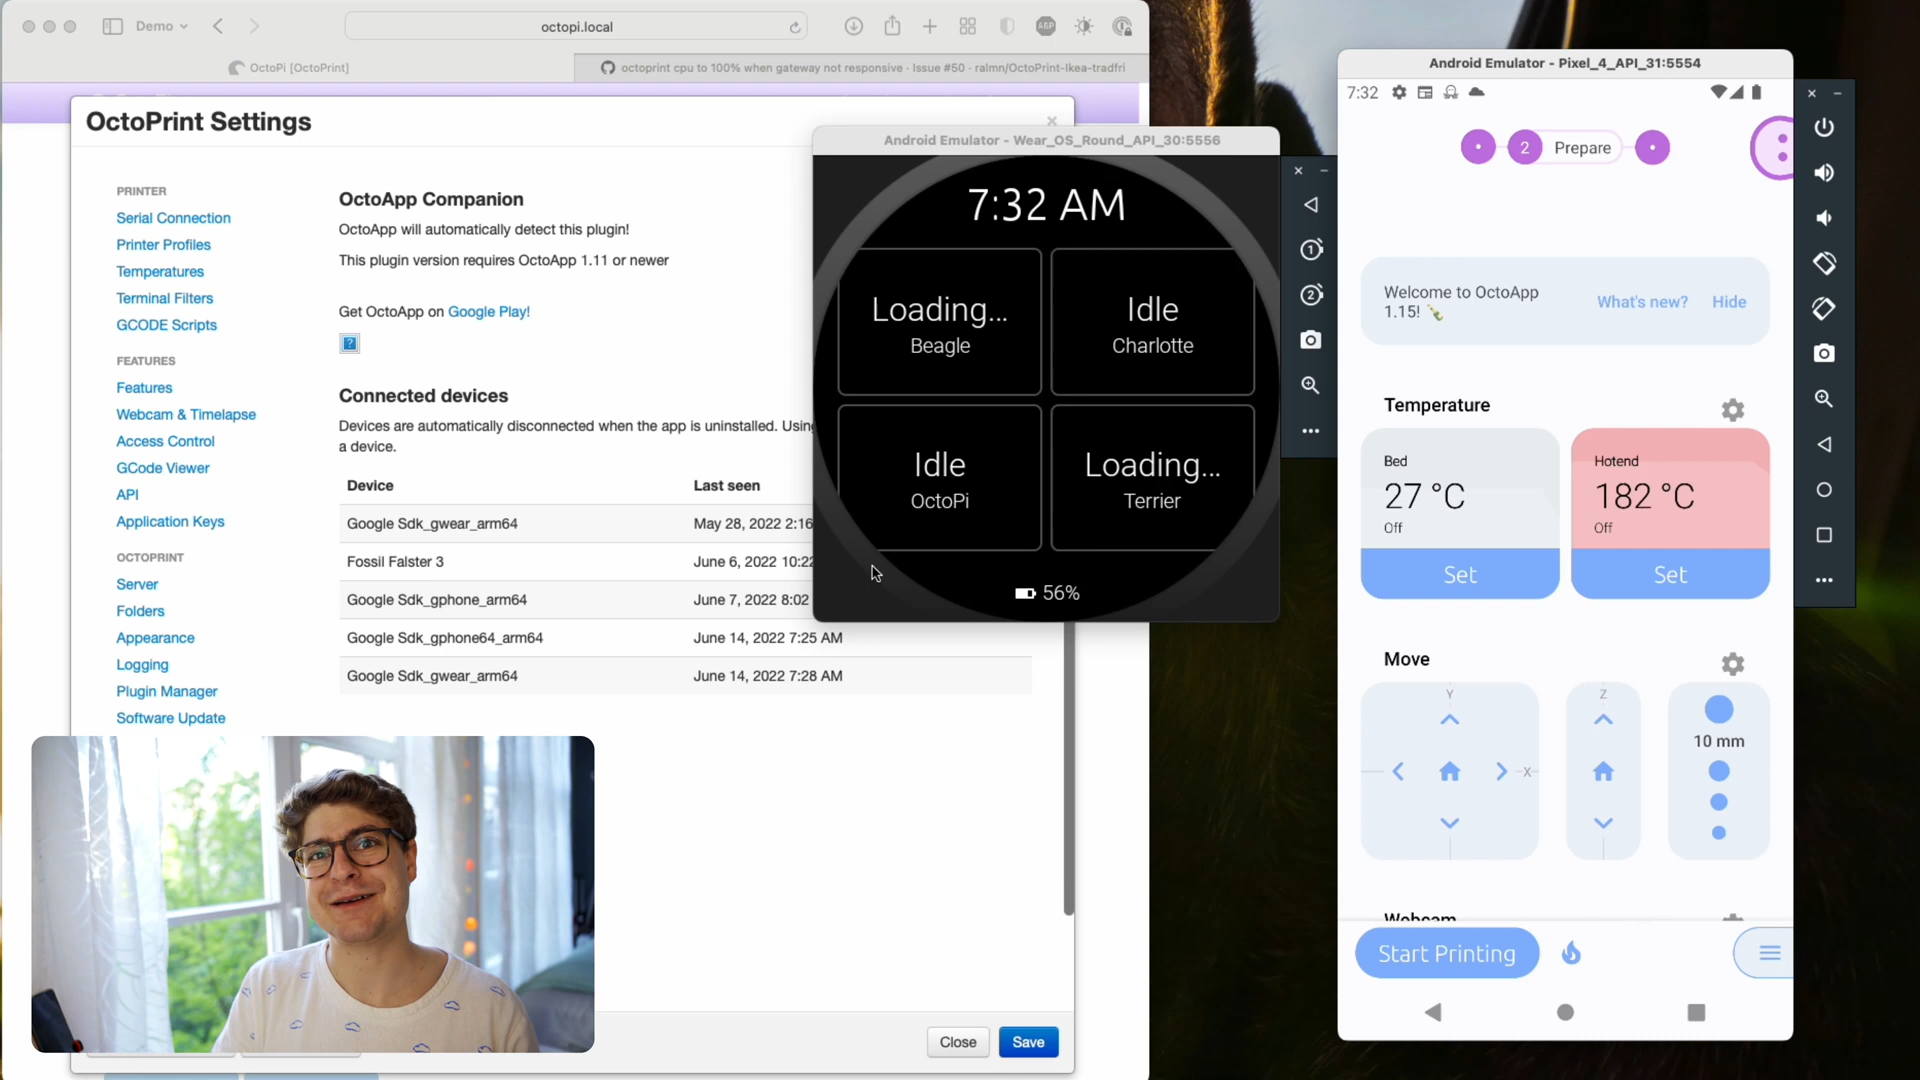 Demo
octopi.local
OctoPi [OctoPrint]
octoprint cpu to 100% when gateway not responsive · Issue #50 · ralmn/OctoPrint-Ikea-tradfri
OctoPrint Settings
PRINTER
Serial Connection
Printer Profiles
Temperatures
Terminal Filters
GCODE Scripts
FEATURES
Features
Webcam & Timelapse
Access Control
GCode Viewer
API
Application Keys
OCTOPRINT
Server
Folders
Appearance
Logging
Plugin Manager
Software Update
OctoApp Companion
OctoApp will automatically detect this plugin!
This plugin version requires OctoApp 1.11 or newer
Get OctoApp on Google Play!
?
Connected devices
Devices are automatically disconnected when the app is uninstalled. Using
a device.
Device Last seen
Google Sdk_gwear_arm64 May 28, 2022 2:16
Fossil Falster 3 June 6, 2022 10:22
Google Sdk_gphone_arm64 June 7, 2022 8:02
Google Sdk_gphone64_arm64 June 14, 2022 7:25 AM
Google Sdk_gwear_arm64 June 14, 2022 7:28 AM
Close Save
Android Emulator - Wear_OS_Round_API_30:5556
7:32 AM
Loading...
Beagle
Idle
Charlotte
Idle
OctoPi
Loading...
Terrier
56%
1
2
Android Emulator - Pixel_4_API_31:5554
7:32
2 Prepare
Welcome to OctoApp
1.15!
What's new? Hide
Temperature
Bed
27 °C
Off
Set
Hotend
182 °C
Off
Set
Move
Y
X
Z
10 mm
Webcam
Start Printing
ABP